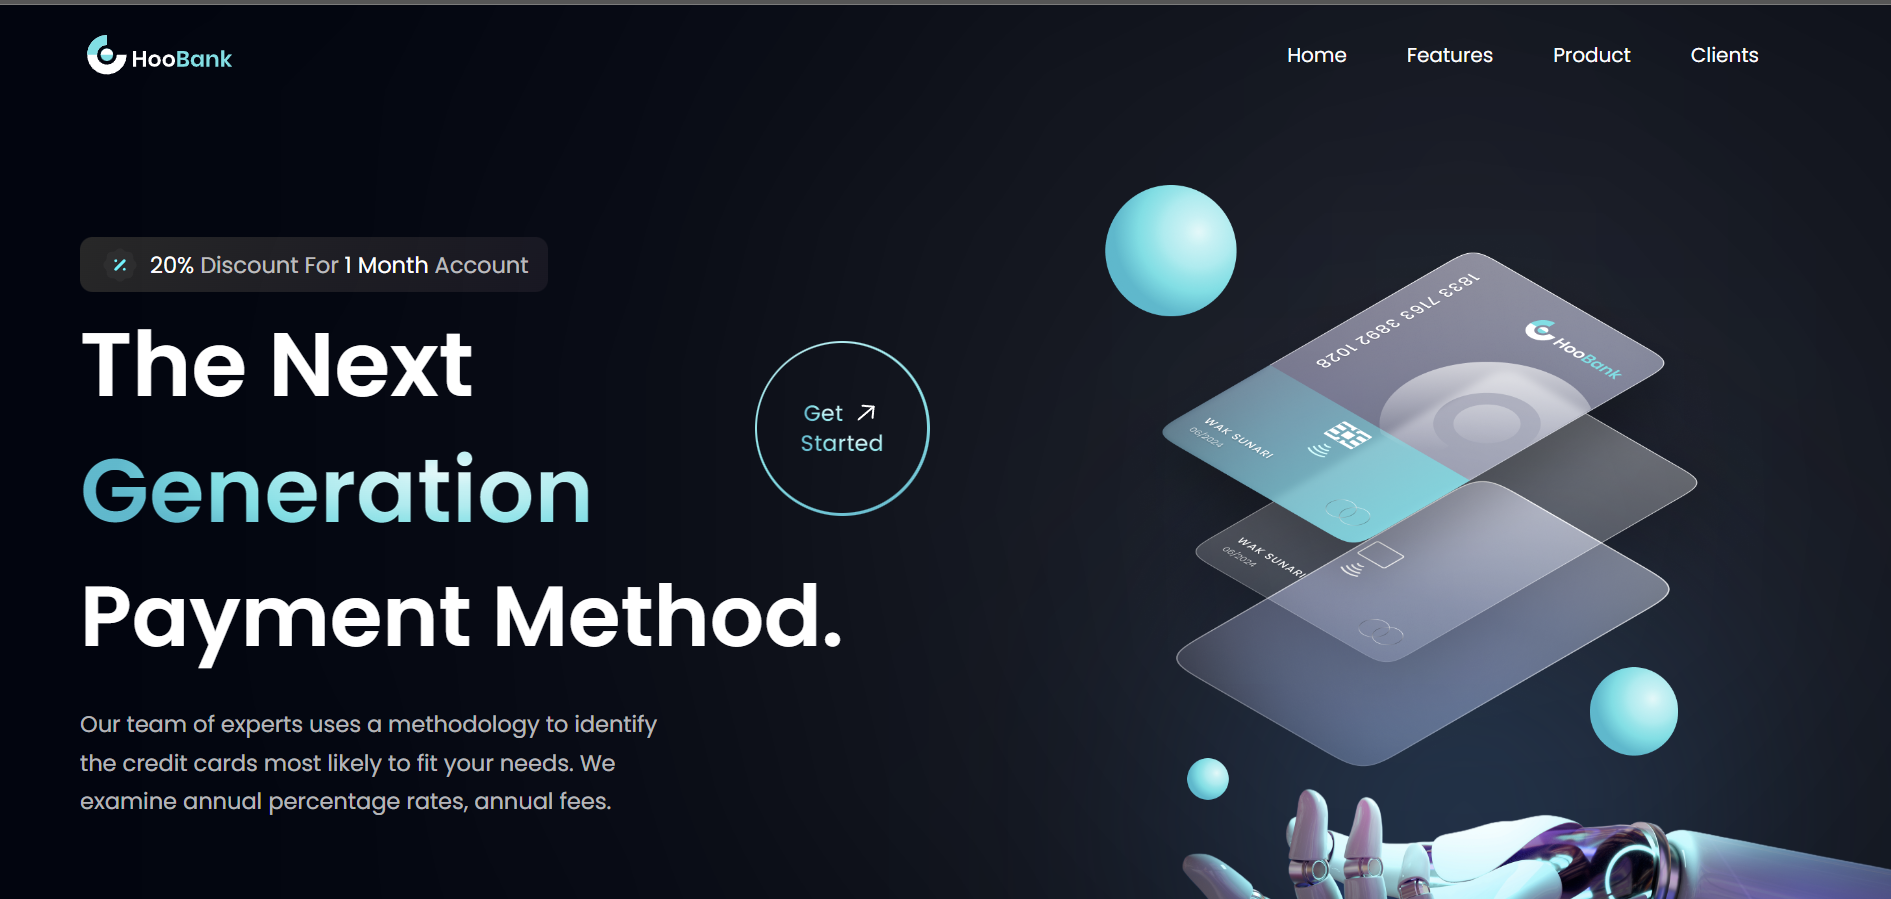 HooBank
Home
Features
Product
Clients
20% Discount For 1 Month Account
The Next
Generation
Payment Method.
Get
Started
Our team of experts uses a methodology to identify
the credit cards most likely to fit your needs. We
examine annual percentage rates, annual fees.
1833 7163 3892 1028
HooBank
WAK SUNARI
06/2024
WAK SUNARI
06/2024